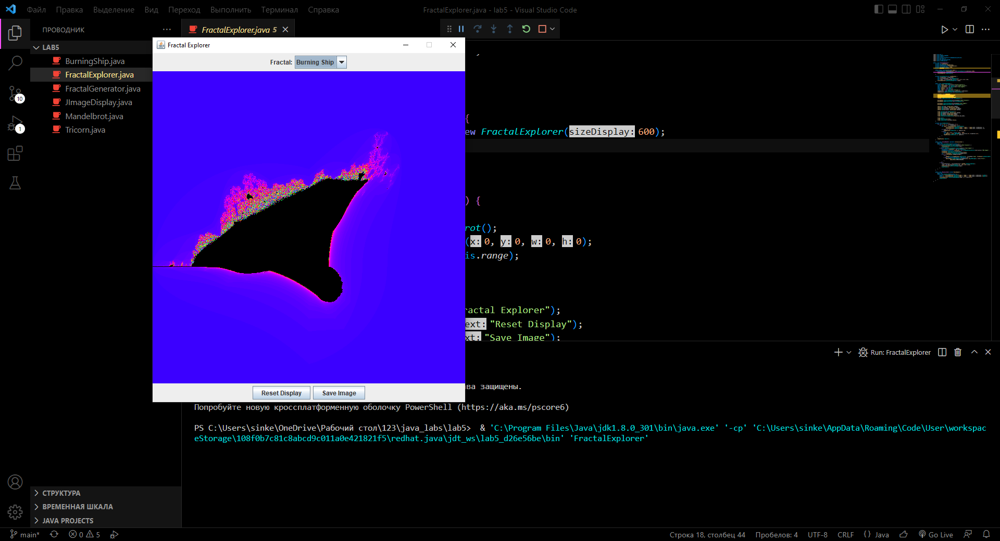 Файл Правка Выделение Вид Переход Выполнить Терминал Справка
FractalExplorer.java - lab5 - Visual Studio Code
ПРОВОДНИК
FractalExplorer.java 5
LAB5
BurningShip.java
FractalExplorer.java
FractalGenerator.java
JImageDisplay.java
Mandelbrot.java
Tricorn.java
10
1
Fractal Explorer
Fractal: Burning Ship
Reset Display Save Image
{
ew FractalExplorer(sizeDisplay: 600);
) {
rot();
(x: 0, y: 0, w: 0, h: 0);
is.range);
ractal Explorer");
ext: "Reset Display");
xt: "Save Image");
Run: FractalExplorer
ва защищены.
Попробуйте новую кроссплатформенную оболочку PowerShell (https://aka.ms/pscore6)
PS C:\Users\sinke\OneDrive\Рабочий стол\123\java_labs\lab5>  & 'C:\Program Files\Java\jdk1.8.0_301\bin\java.exe' '-cp' 'C:\Users\sinke\AppData\Roaming\Code\User\workspac
eStorage\108f0b7c81c8abcd9c011a0e421821f5\redhat.java\jdt_ws\lab5_d26e56be\bin' 'FractalExplorer'
СТРУКТУРА
ВРЕМЕННАЯ ШКАЛА
JAVA PROJECTS
main* 0 5
Строка 18, столбец 44 Пробелов: 4 UTF-8 CRLF {} Java Go Live